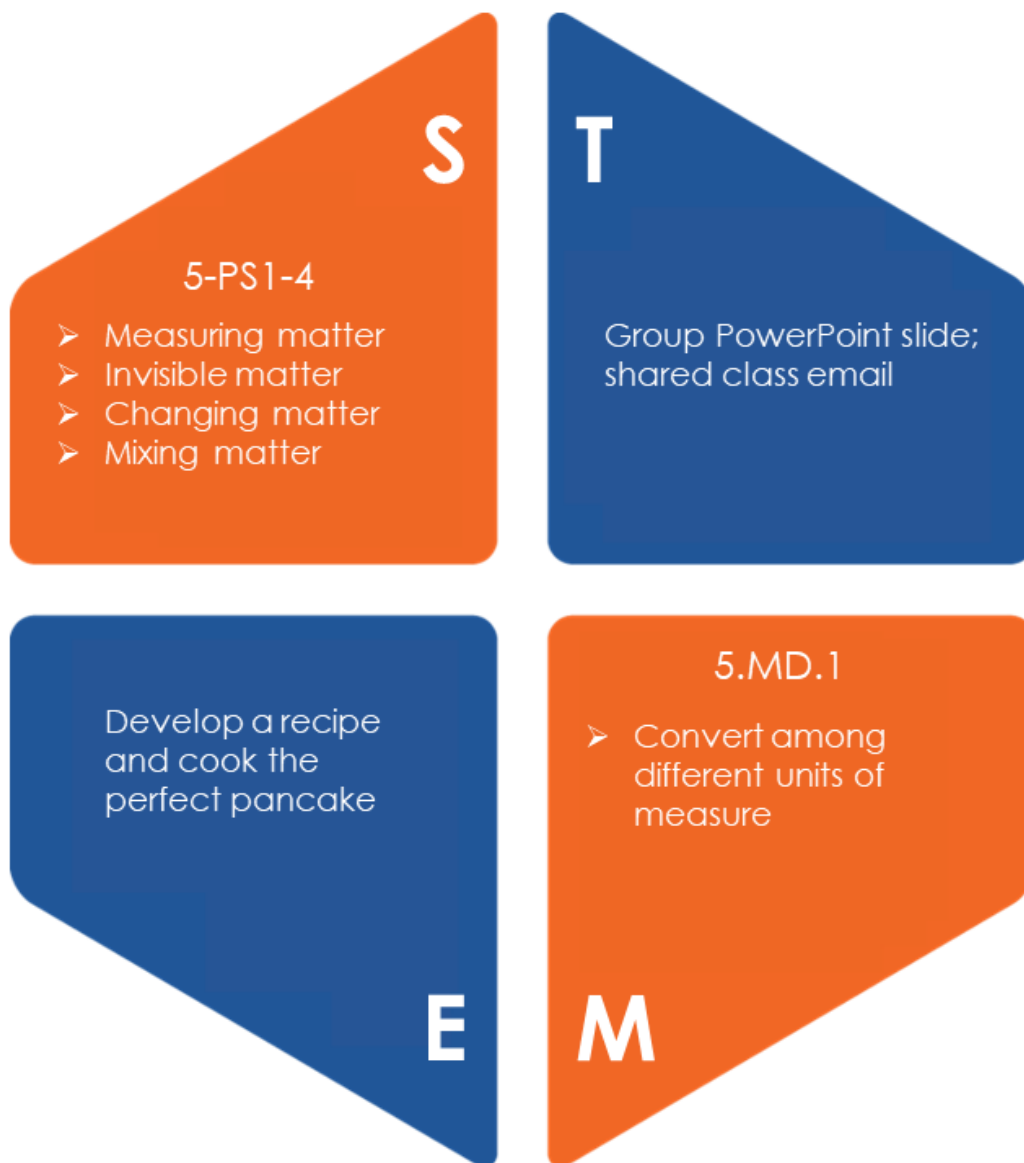 S
5-PS1-4
➢ Measuring matter
➢ Invisible matter
➢ Changing matter
➢ Mixing matter
T
Group PowerPoint slide;
shared class email
Develop a recipe
and cook the
perfect pancake
E
5.MD.1
➢ Convert among
different units of
measure
M